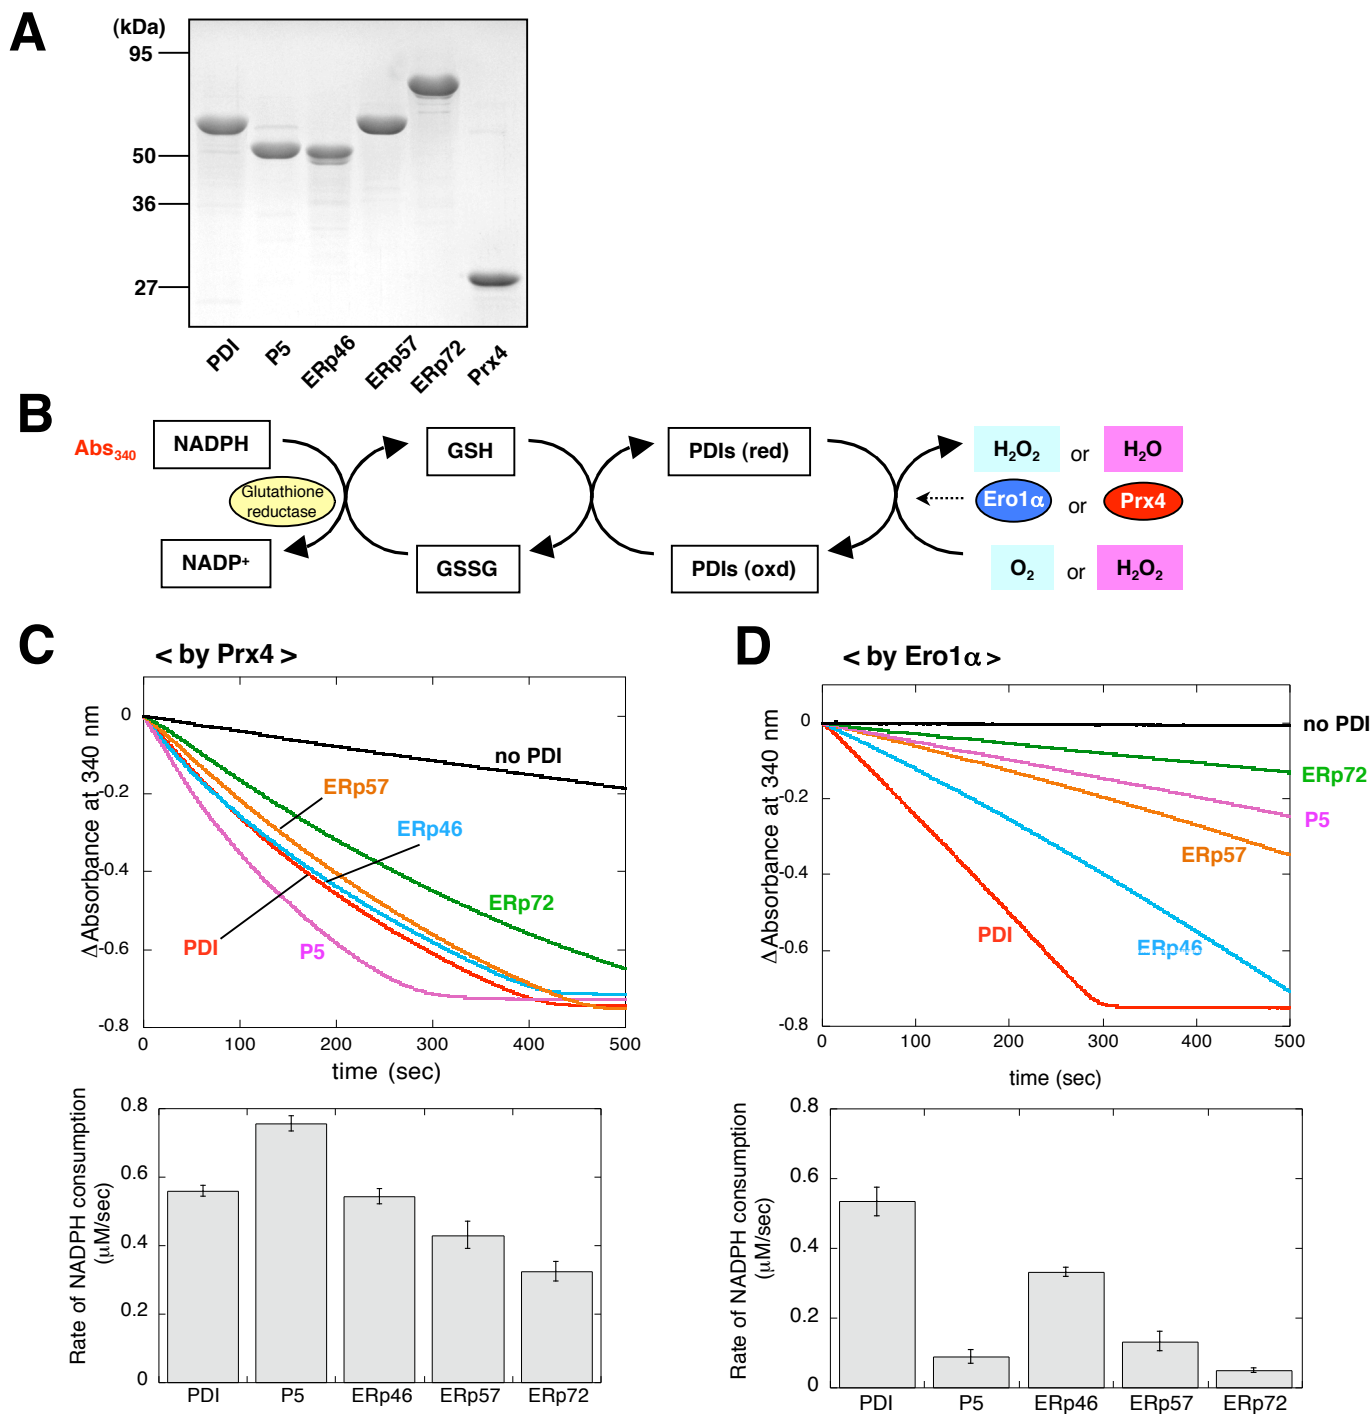 A
(kDa)
95
50
36
27
PDI P5 ERp46 ERp57 ERp72 Prx4
B
Abs340
NADPH
GSH
PDIs (red)
H2O2 or H2O
Glutathione
reductase
Ero1α or Prx4
NADP+
GSSG
PDIs (oxd)
O2 or H2O2
C
< by Prx4 >
Δ Absorbance at 340 nm
0
-0.2
-0.4
-0.6
-0.8
no PDI
ERp57
ERp46
ERp72
PDI
P5
0 100 200 300 400 500
time (sec)
Rate of NADPH consumption
(μM/sec)
0.8
0.6
0.4
0.2
0
PDI P5 ERp46 ERp57 ERp72
D
< by Ero1α >
Δ Absorbance at 340 nm
0
-0.2
-0.4
-0.6
-0.8
no PDI
ERp72
P5
ERp57
PDI
ERp46
0 100 200 300 400 500
time (sec)
Rate of NADPH consumption
(μM/sec)
0.8
0.6
0.4
0.2
0
PDI P5 ERp46 ERp57 ERp72